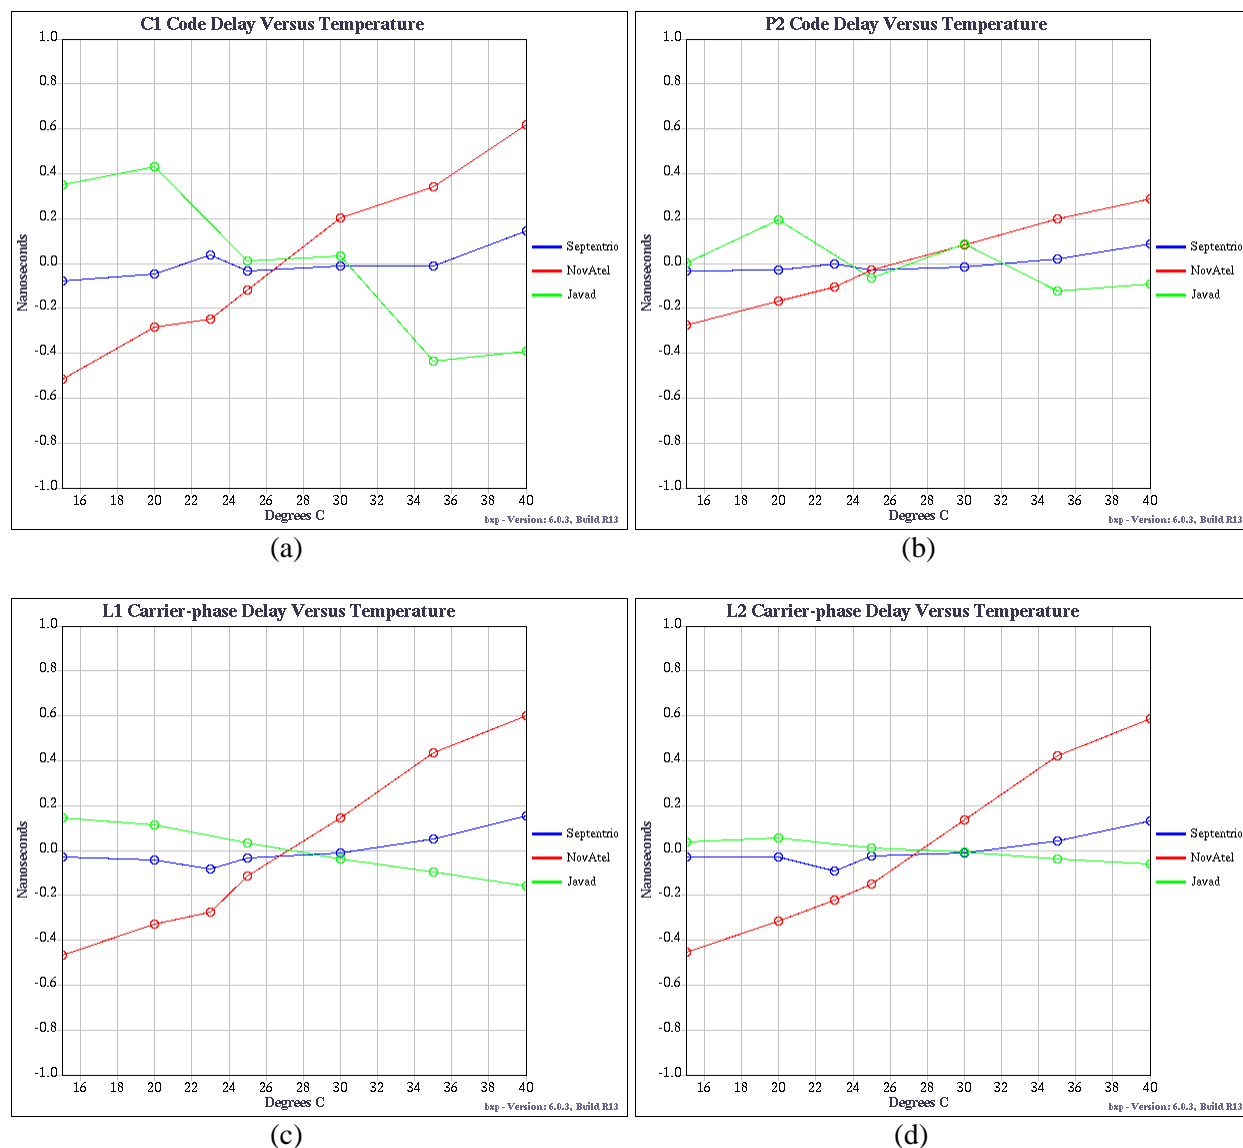 C1 Code Delay Versus Temperature
1.0
0.8
0.6
0.4
0.2
0.0
-0.2
-0.4
-0.6
-0.8
-1.0
Nanoseconds
16 18 20 22 24 26 28 30 32 34 36 38 40
Degrees C
Septentrio
NovAtel
Javad
bxp - Version: 6.0.3, Build R13
(a)
P2 Code Delay Versus Temperature
1.0
0.8
0.6
0.4
0.2
0.0
-0.2
-0.4
-0.6
-0.8
-1.0
Nanoseconds
16 18 20 22 24 26 28 30 32 34 36 38 40
Degrees C
Septentrio
NovAtel
Javad
bxp - Version: 6.0.3, Build R13
(b)
L1 Carrier-phase Delay Versus Temperature
1.0
0.8
0.6
0.4
0.2
0.0
-0.2
-0.4
-0.6
-0.8
-1.0
Nanoseconds
16 18 20 22 24 26 28 30 32 34 36 38 40
Degrees C
Septentrio
NovAtel
Javad
bxp - Version: 6.0.3, Build R13
(c)
L2 Carrier-phase Delay Versus Temperature
1.0
0.8
0.6
0.4
0.2
0.0
-0.2
-0.4
-0.6
-0.8
-1.0
Nanoseconds
16 18 20 22 24 26 28 30 32 34 36 38 40
Degrees C
Septentrio
NovAtel
Javad
bxp - Version: 6.0.3, Build R13
(d)